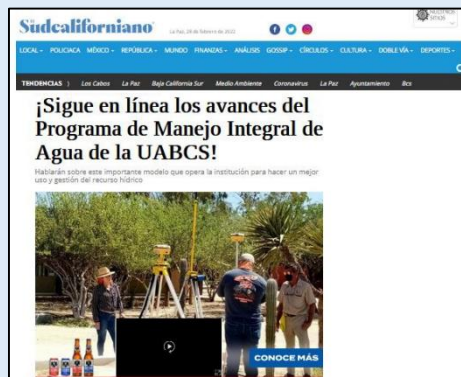 Sudcaliforniano
La Paz, 28 de febrero de 2022
NUESTROS
SITIOS
LOCAL POLICIACA MÉXICO REPÚBLICA MUNDO FINANZAS ANÁLISIS GOSSIP CÍRCULOS CULTURA DOBLE VÍA DEPORTES
TENDENCIAS ) Los Cabos La Paz Baja California Sur Medio Ambiente Coronavirus La Paz Ayuntamiento Bcs
¡Sigue en línea los avances del
Programa de Manejo Integral de
Agua de la UABCS!
Hablarán sobre este importante modelo que opera la institución para hacer un mejor
uso y gestión del recurso hídrico
CONOCE MÁS